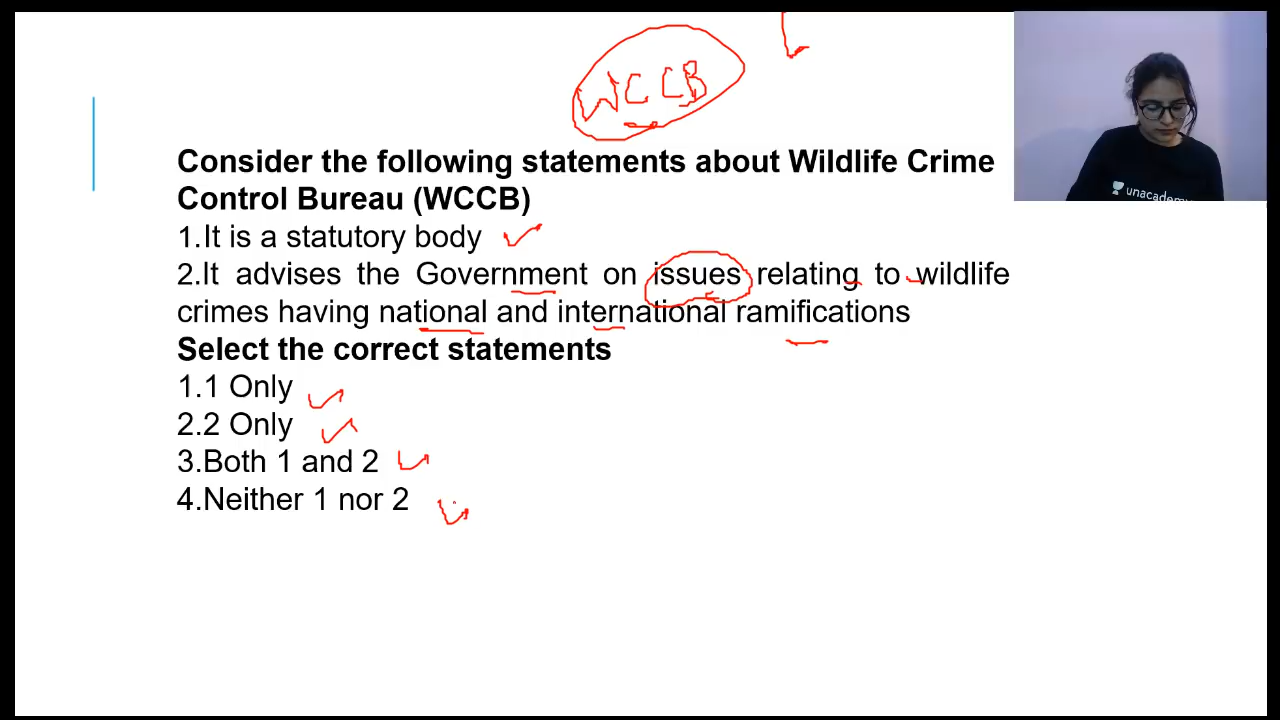 WCCB
Consider the following statements about Wildlife Crime
Control Bureau (WCCB)
1.It is a statutory body
2.It advises the Government on issues relating to wildlife
crimes having national and international ramifications
Select the correct statements
1.1 Only
2.2 Only
3.Both 1 and 2
4.Neither 1 nor 2
unacademy